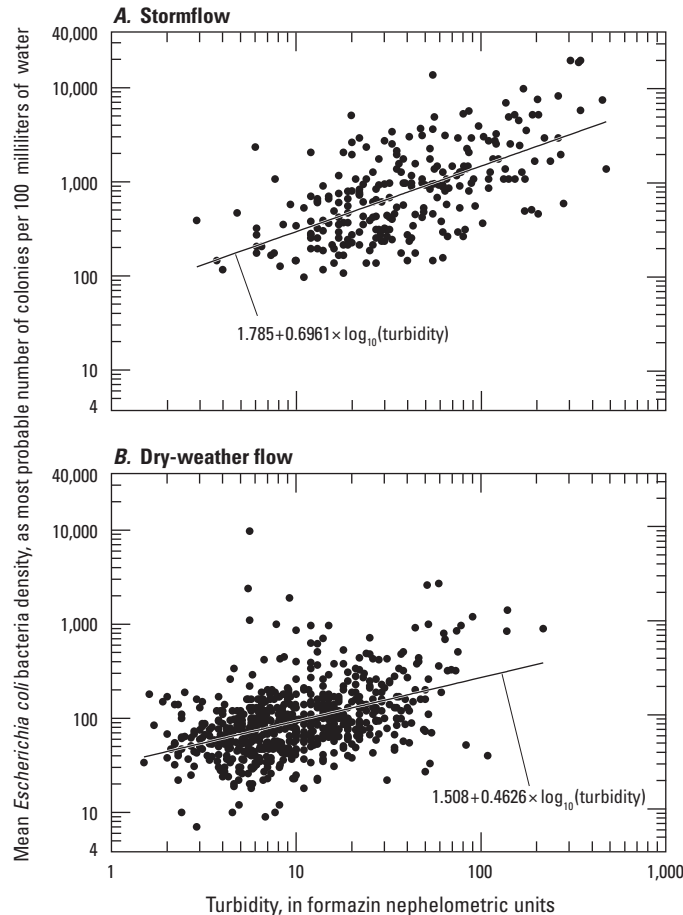 A. Stormflow
40,000
10,000
1,000
100
10
4
1.785+0.6961×log₁₀(turbidity)
Mean Escherichia coli bacteria density, as most probable number of colonies per 100 milliliters of water
B. Dry-weather flow
40,000
10,000
1,000
100
10
4
1.508+0.4626×log₁₀(turbidity)
1 10 100 1,000
Turbidity, in formazin nephelometric units